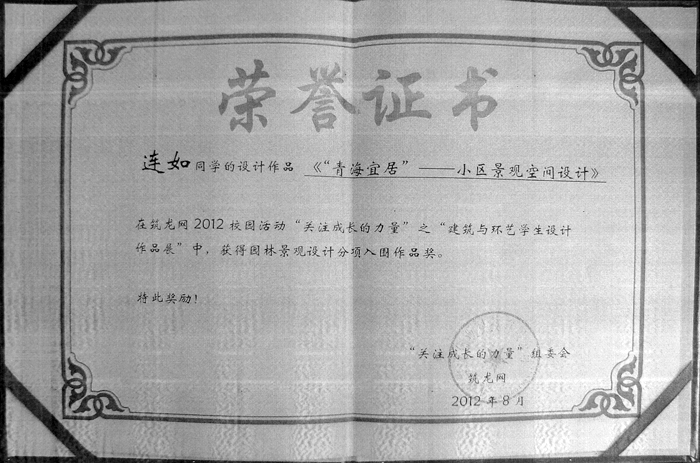 荣誉证书
连如同学的设计作品 《“青海宜居”——小区景观空间设计》
在筑龙网2012校园活动“关注成长的力量”之“建筑与环艺学生设计
作品展”中，获得园林景观设计分项入围作品奖。
特此奖励！
“关注成长的力量”组委会
筑龙网
2012年8月